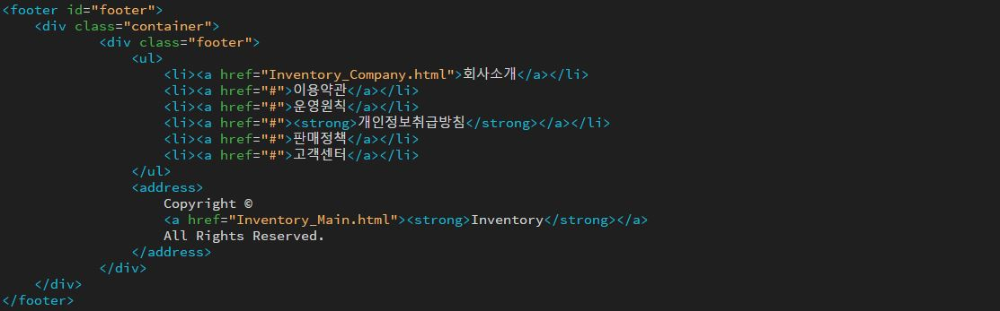 <footer id="footer">
    <div class="container">
            <div class="footer">
                <ul>
                    <li><a href="Inventory_Company.html">회사소개</a></li>
                    <li><a href="#">이용약관</a></li>
                    <li><a href="#">운영원칙</a></li>
                    <li><a href="#"><strong>개인정보취급방침</strong></a></li>
                    <li><a href="#">판매정책</a></li>
                    <li><a href="#">고객센터</a></li>
                </ul>
                <address>
                    Copyright ©
                    <a href="Inventory_Main.html"><strong>Inventory</strong></a>
                    All Rights Reserved.
                </address>
            </div>
    </div>
</footer>